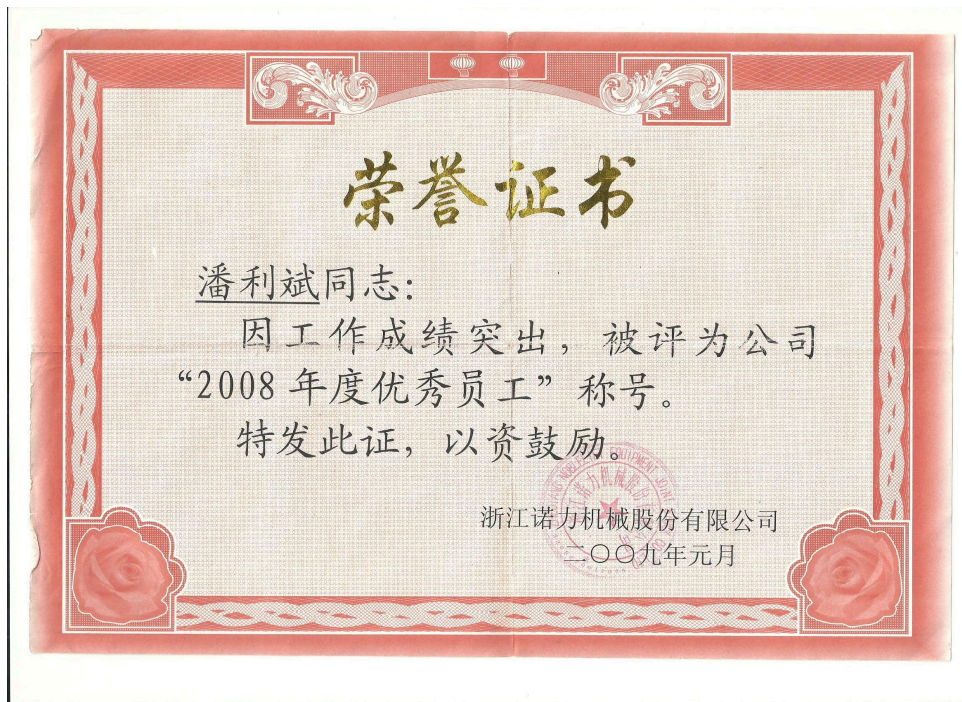 荣誉证书
潘利斌同志：
因工作成绩突出，被评为公司
“2008年度优秀员工”称号。
特发此证，以资鼓励。
浙江诺力机械股份有限公司
二〇〇九年元月